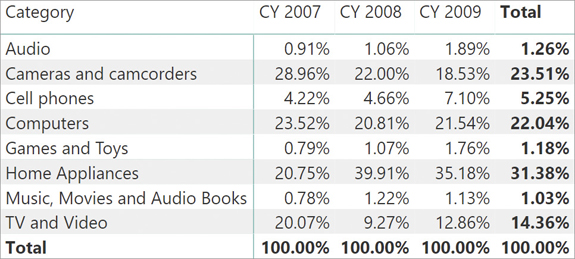 Category CY 2007 CY 2008 CY 2009 Total
Audio 0.91% 1.06% 1.89% 1.26%
Cameras and camcorders 28.96% 22.00% 18.53% 23.51%
Cell phones 4.22% 4.66% 7.10% 5.25%
Computers 23.52% 20.81% 21.54% 22.04%
Games and Toys 0.79% 1.07% 1.76% 1.18%
Home Appliances 20.75% 39.91% 35.18% 31.38%
Music, Movies and Audio Books 0.78% 1.22% 1.13% 1.03%
TV and Video 20.07% 9.27% 12.86% 14.36%
Total 100.00% 100.00% 100.00% 100.00%